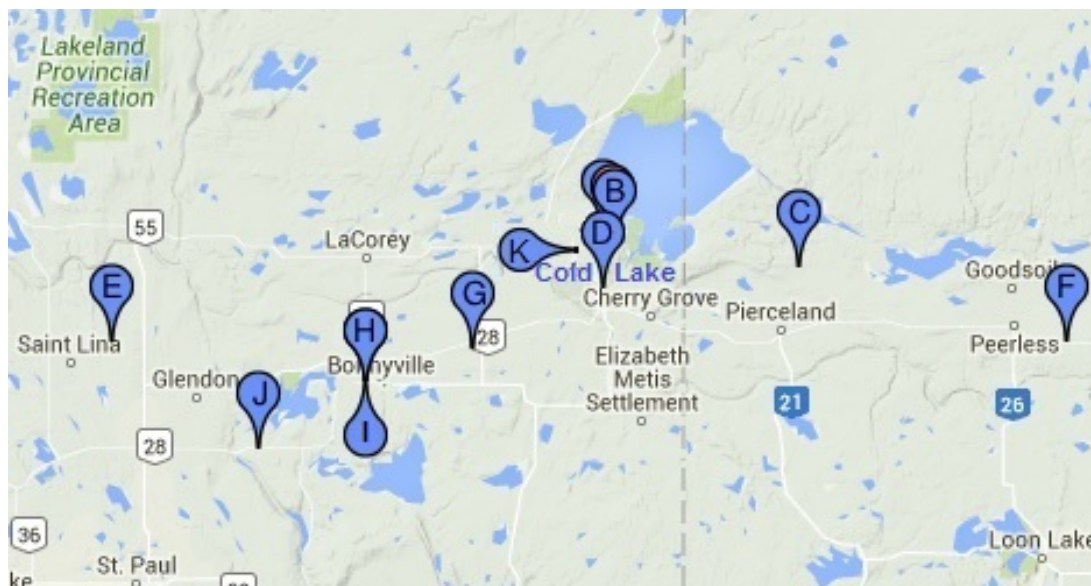 Lakeland
Provincial
Recreation
Area
B
C
55
D
LaCorey
K
Cold Lake
Goodsoil
E
G
F
Cherry Grove
H
Pierceland
28
Saint Lina
Peerless
Bonnyville
Elizabeth
Metis
Settlement
Glendon
J
21
26
I
28
36
Loon Lake
St. Paul
ke